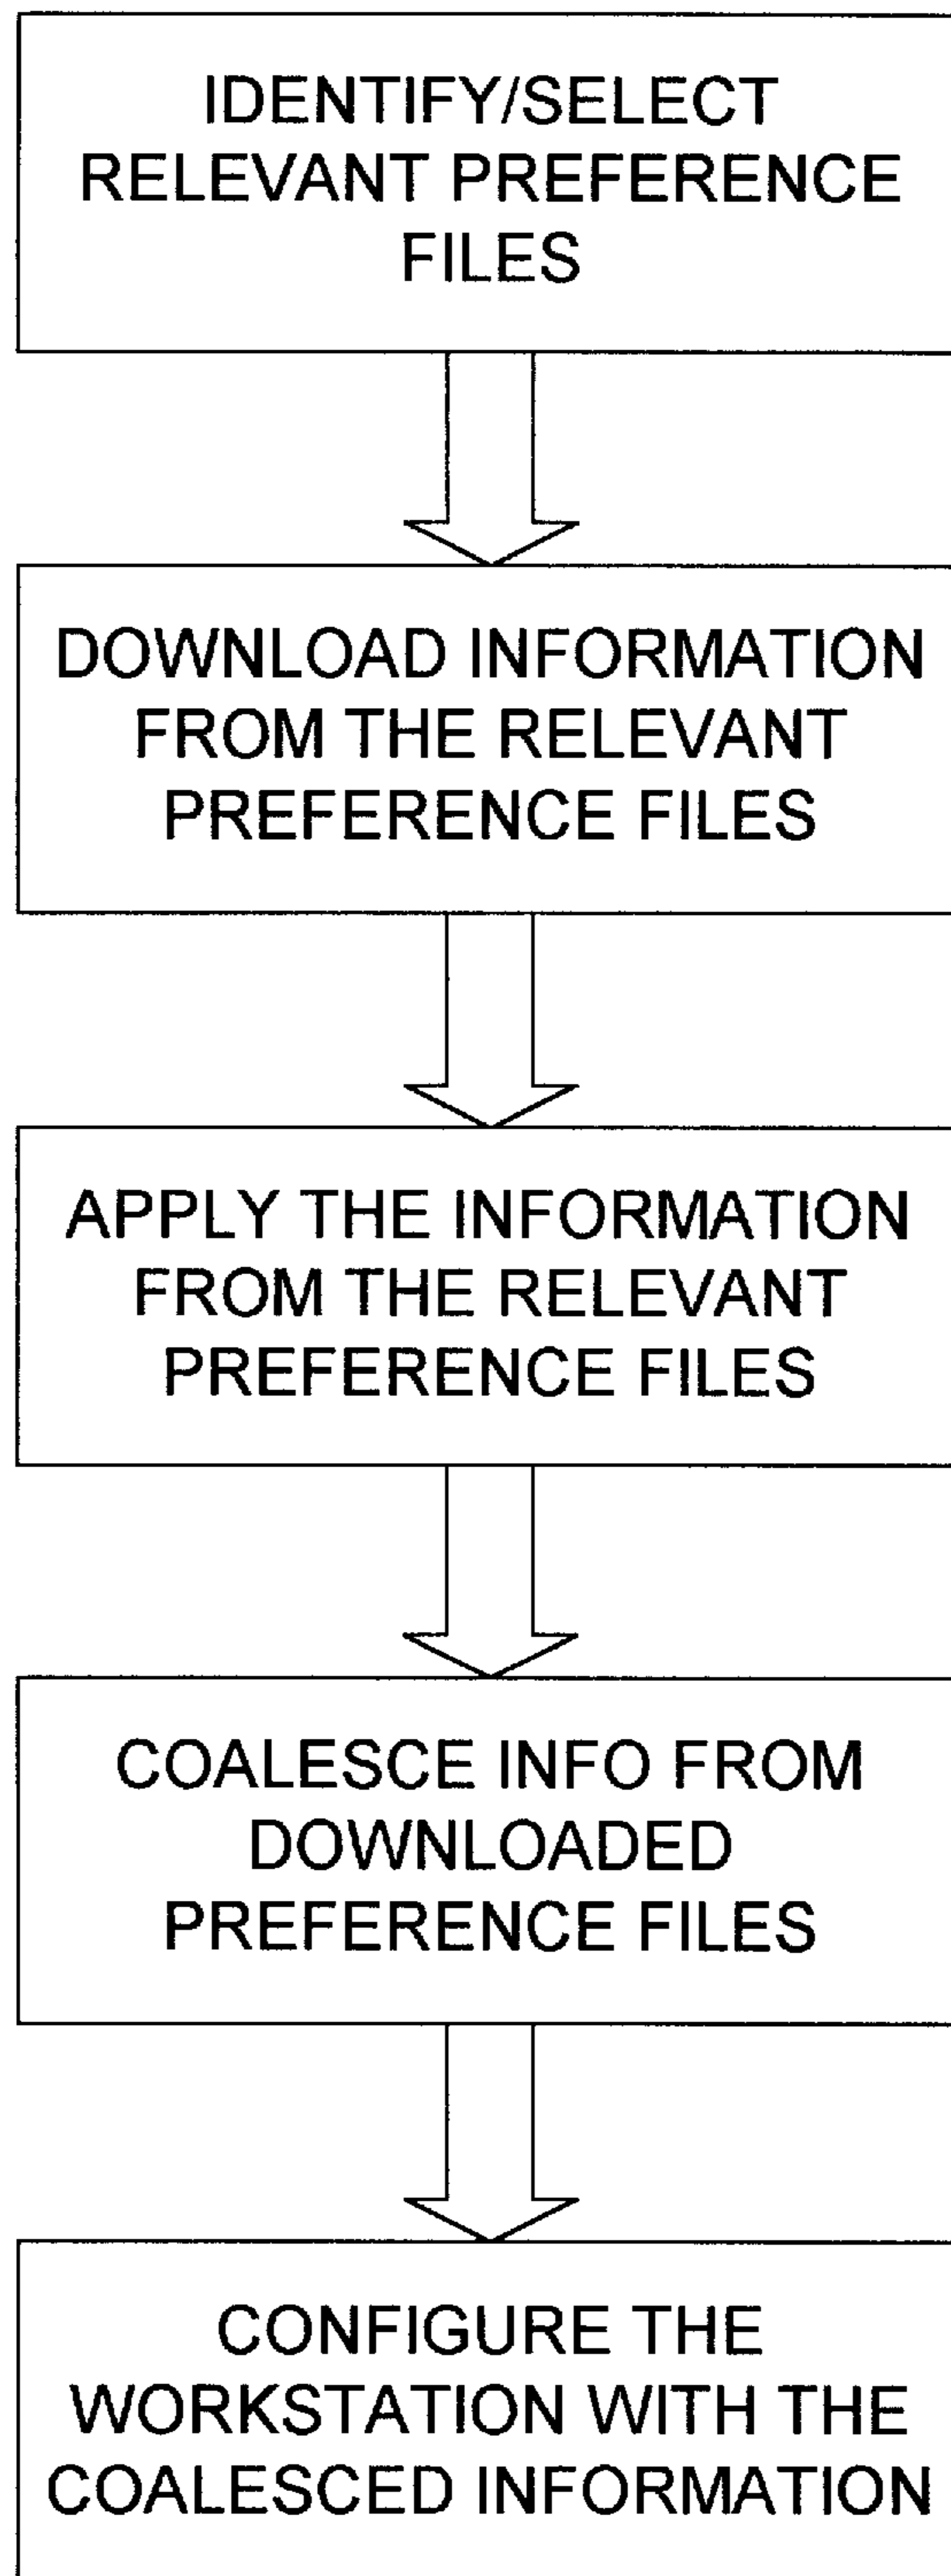 IDENTIFY/SELECT
RELEVANT PREFERENCE
FILES
DOWNLOAD INFORMATION
FROM THE RELEVANT
PREFERENCE FILES
APPLY THE INFORMATION
FROM THE RELEVANT
PREFERENCE FILES
COALESCE INFO FROM
DOWNLOADED
PREFERENCE FILES
CONFIGURE THE
WORKSTATION WITH THE
COALESCED INFORMATION